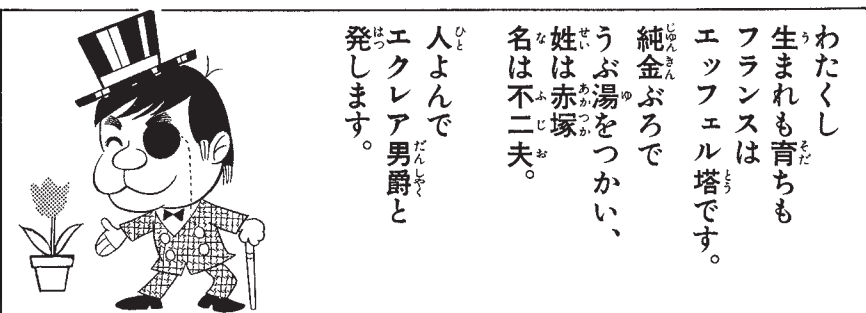 わたくし
生まれも育ちも
フランスは
エッフェル塔です。
純金ぶろで
うぶ湯をつかい、
姓は赤塚
名は不二夫。
人よんで
エクレア男爵と
発します。